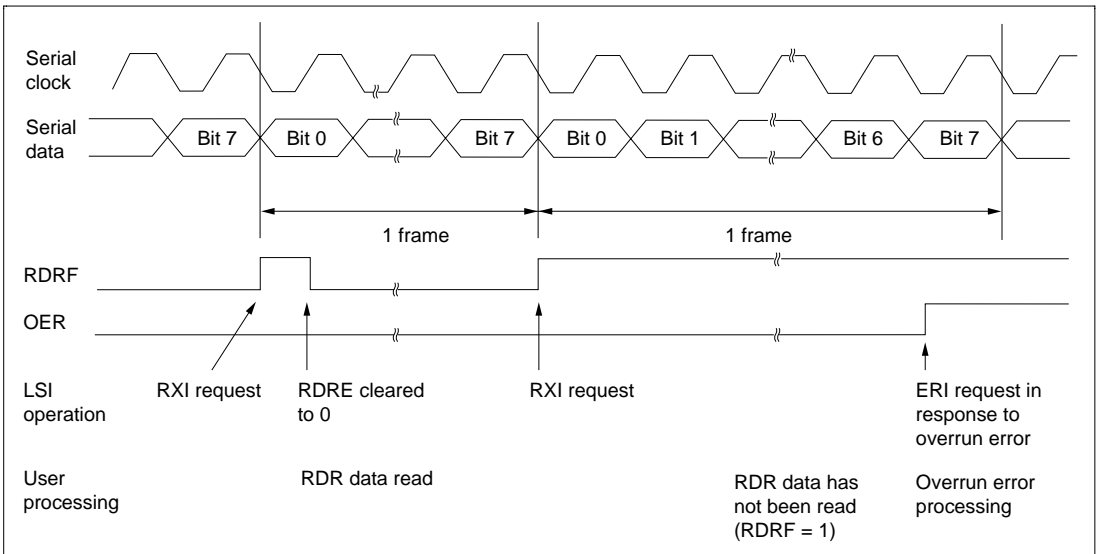 Serial
clock
Serial
data
Bit 7
Bit 0
Bit 7
Bit 0
Bit 1
Bit 6
Bit 7
1 frame
1 frame
RDRF
OER
LSI
operation
RXI request
RDRE cleared
to 0
RXI request
ERI request in
response to
overrun error
User
processing
RDR data read
RDR data has
not been read
(RDRF = 1)
Overrun error
processing